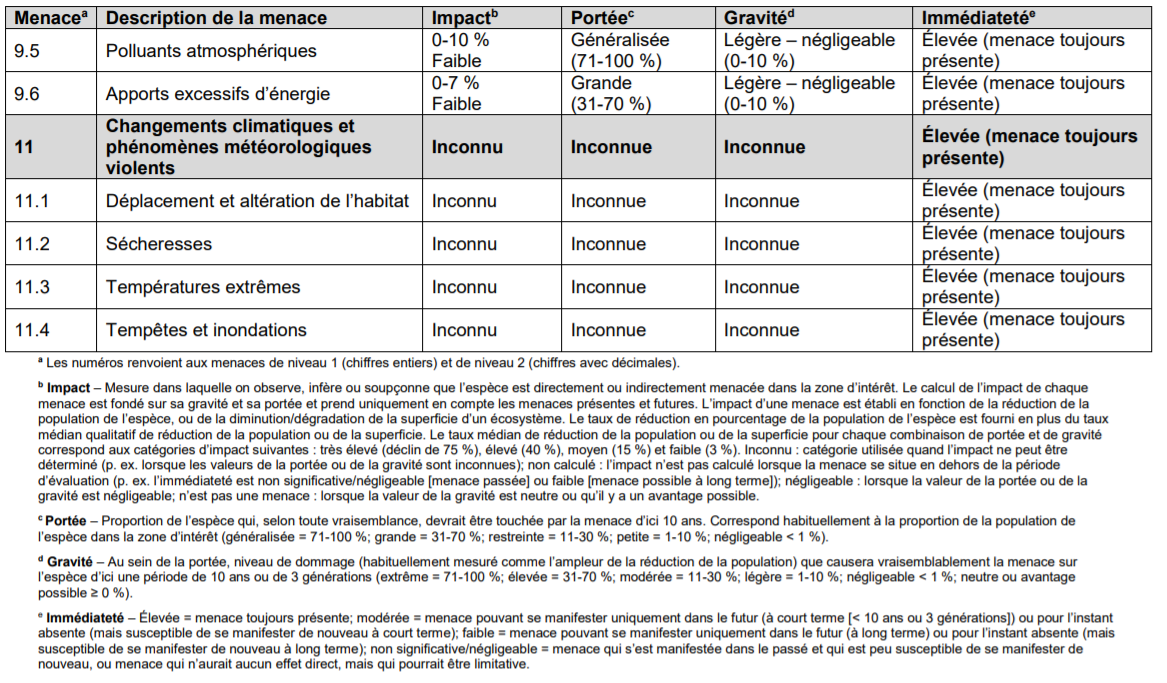 Menaceᵃ Description de la menace Impactᵇ Portéeᶜ Gravitéᵈ Immédiatetéᵉ
9.5 Polluants atmosphériques 0-10 % Faible Généralisée (71-100 %) Légère – négligeable (0-10 %) Élevée (menace toujours présente)
9.6 Apports excessifs d’énergie 0-7 % Faible Grande (31-70 %) Légère – négligeable (0-10 %) Élevée (menace toujours présente)
11 Changements climatiques et phénomènes météorologiques violents Inconnu Inconnue Inconnue Élevée (menace toujours présente)
11.1 Déplacement et altération de l’habitat Inconnu Inconnue Inconnue Élevée (menace toujours présente)
11.2 Sécheresses Inconnu Inconnue Inconnue Élevée (menace toujours présente)
11.3 Températures extrêmes Inconnu Inconnue Inconnue Élevée (menace toujours présente)
11.4 Tempêtes et inondations Inconnu Inconnue Inconnue Élevée (menace toujours présente)
ᵃ Les numéros renvoient aux menaces de niveau 1 (chiffres entiers) et de niveau 2 (chiffres avec décimales).
ᵇ Impact – Mesure dans laquelle on observe, infère ou soupçonne que l’espèce est directement ou indirectement menacée dans la zone d’intérêt. Le calcul de l’impact de chaque
menace est fondé sur sa gravité et sa portée et prend uniquement en compte les menaces présentes et futures. L’impact d’une menace est établi en fonction de la réduction de la
population de l’espèce, ou de la diminution/dégradation de la superficie d’un écosystème. Le taux de réduction en pourcentage de la population de l’espèce est fourni en plus du taux
médian qualitatif de réduction de la population ou de la superficie. Le taux médian de réduction de la population ou de la superficie pour chaque combinaison de portée et de gravité
correspond aux catégories d’impact suivantes : très élevé (déclin de 75 %), élevé (40 %), moyen (15 %) et faible (3 %). Inconnu : catégorie utilisée quand l’impact ne peut être
déterminé (p. ex. lorsque les valeurs de la portée ou de la gravité sont inconnues); non calculé : l’impact n’est pas calculé lorsque la menace se situe en dehors de la période
d’évaluation (p. ex. l’immédiateté est non significative/négligeable [menace passée] ou faible [menace possible à long terme]); négligeable : lorsque la valeur de la portée ou de la
gravité est négligeable; n’est pas une menace : lorsque la valeur de la gravité est neutre ou qu’il y a un avantage possible.
ᶜ Portée – Proportion de l’espèce qui, selon toute vraisemblance, devrait être touchée par la menace d’ici 10 ans. Correspond habituellement à la proportion de la population de
l’espèce dans la zone d’intérêt (généralisée = 71-100 %; grande = 31-70 %; restreinte = 11-30 %; petite = 1-10 %; négligeable < 1 %).
ᵈ Gravité – Au sein de la portée, niveau de dommage (habituellement mesuré comme l’ampleur de la réduction de la population) que causera vraisemblablement la menace sur
l’espèce d’ici une période de 10 ans ou de 3 générations (extrême = 71-100 %; élevée = 31-70 %; modérée = 11-30 %; légère = 1-10 %; négligeable < 1 %; neutre ou avantage
possible ≥ 0 %).
ᵉ Immédiateté – Élevée = menace toujours présente; modérée = menace pouvant se manifester uniquement dans le futur (à court terme [< 10 ans ou 3 générations]) ou pour l’instant
absente (mais susceptible de se manifester de nouveau à court terme); faible = menace pouvant se manifester uniquement dans le futur (à long terme) ou pour l’instant absente (mais
susceptible de se manifester de nouveau à long terme); non significative/négligeable = menace qui s’est manifestée dans le passé et qui est peu susceptible de se manifester de
nouveau, ou menace qui n’aurait aucun effet direct, mais qui pourrait être limitative.